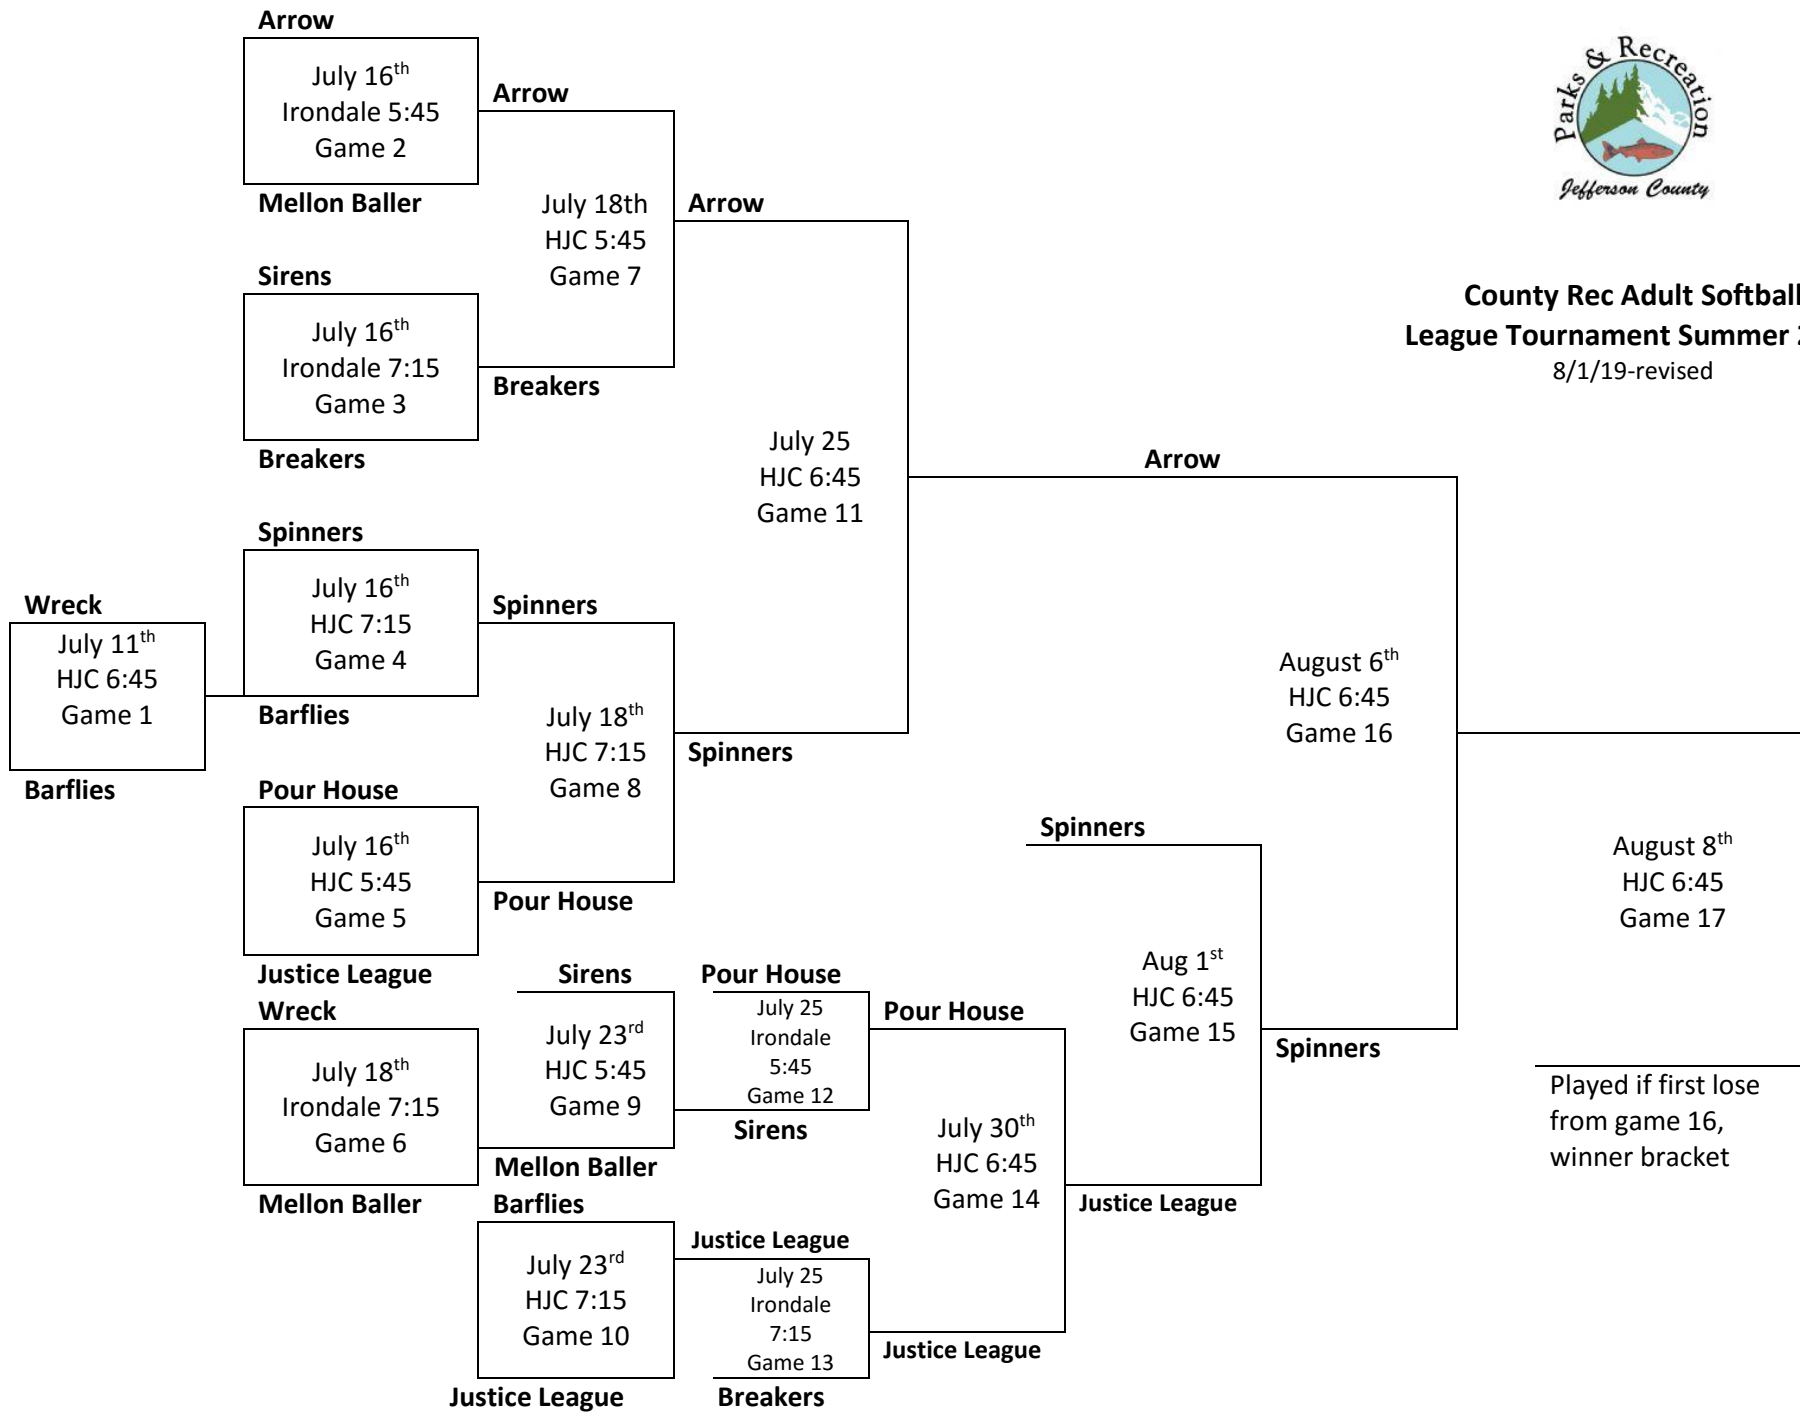 Arrow
July 16th
Irondale 5:45
Game 2
Mellon Baller
Sirens
July 16th
Irondale 7:15
Game 3
Breakers
Arrow
July 18th
HJC 5:45
Game 7
Breakers
Arrow
Parks & Recreation
Jefferson County
County Rec Adult Softball
League Tournament Summer
8/1/19-revised
July 25
HJC 6:45
Game 11
Arrow
Spinners
July 16th
HJC 7:15
Game 4
Barflies
Wreck
July 11th
HJC 6:45
Game 1
Barflies
Spinners
July 18th
HJC 7:15
Game 8
Spinners
Pour House
July 16th
HJC 5:45
Game 5
Justice League
Pour House
August 6th
HJC 6:45
Game 16
Spinners
August 8th
HJC 6:45
Game 17
Wreck
July 18th
Irondale 7:15
Game 6
Mellon Baller
Sirens
July 23rd
HJC 5:45
Game 9
Mellon Baller
Pour House
July 25
Irondale
5:45
Game 12
Sirens
Pour House
Aug 1st
HJC 6:45
Game 15
Spinners
July 30th
HJC 6:45
Game 14
Justice League
Played if first lose
from game 16,
winner bracket
Barflies
July 23rd
HJC 7:15
Game 10
Justice League
Justice League
July 25
Irondale
7:15
Game 13
Breakers
Justice League